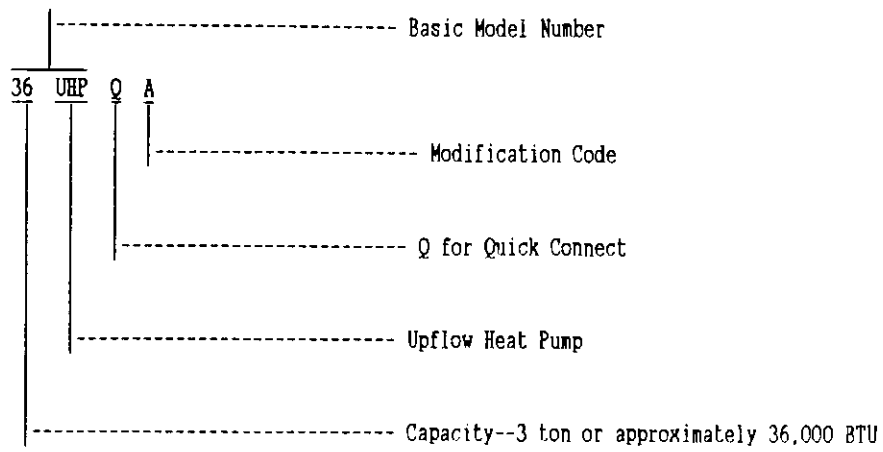 Basic Model Number
36 UHP Q A
Modification Code
Q for Quick Connect
Upflow Heat Pump
Capacity--3 ton or approximately 36,000 BTU